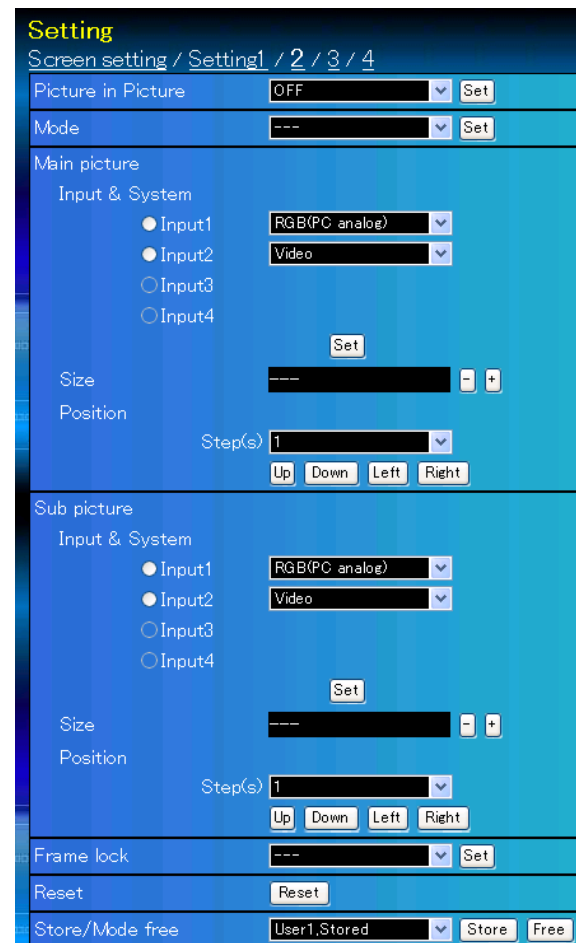 Setting
Screen setting / Setting1 / 2 / 3 / 4
Picture in Picture OFF Set
Mode --- Set
Main picture
Input & System
Input1 RGB(PC analog)
Input2 Video
Input3
Input4
Set
Size --- - +
Position
Step(s) 1
Up Down Left Right
Sub picture
Input & System
Input1 RGB(PC analog)
Input2 Video
Input3
Input4
Set
Size --- - +
Position
Step(s) 1
Up Down Left Right
Frame lock --- Set
Reset Reset
Store/Mode free User1,Stored Store Free